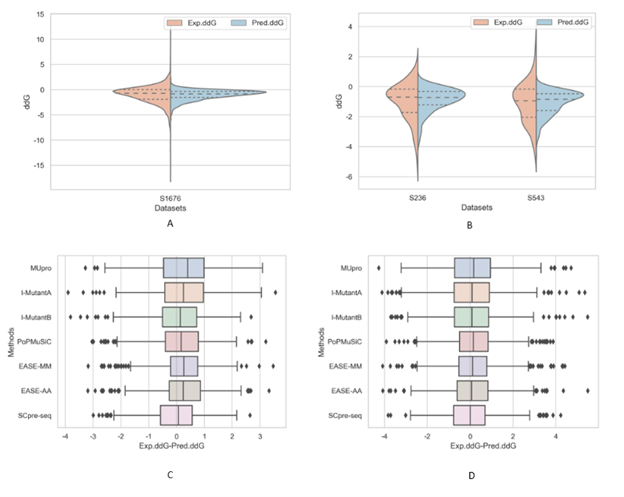 Exp.ddG Pred.ddG
15
10
5
0
-5
-10
-15
ddG
S1676
Datasets
A
Exp.ddG Pred.ddG
4
2
0
-2
-4
-6
ddG
S236 S543
Datasets
B
Methods
MUpro
I-MutantA
I-MutantB
PoPMuSiC
EASE-MM
EASE-AA
SCpre-seq
-4 -3 -2 -1 0 1 2 3
Exp.ddG-Pred.ddG
C
Methods
MUpro
I-MutantA
I-MutantB
PoPMuSiC
EASE-MM
EASE-AA
SCpre-seq
-4 -2 0 2 4
Exp.ddG-Pred.ddG
D